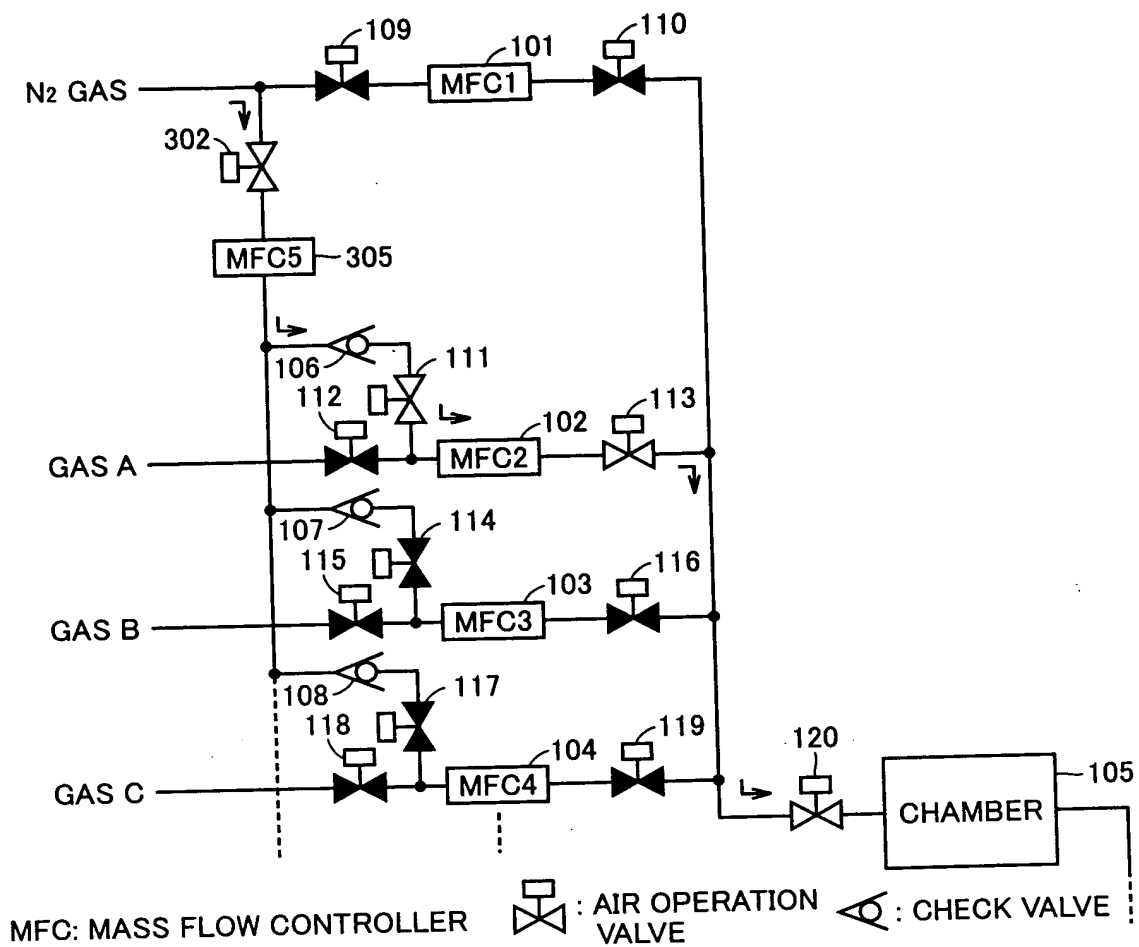 109
101
110
N2 GAS
MFC1
302
MFC5
305
106
111
112
113
102
GAS A
MFC2
107
114
115
116
103
GAS B
MFC3
108
117
118
119
104
120
105
GAS C
MFC4
CHAMBER
MFC: MASS FLOW CONTROLLER
: AIR OPERATION
VALVE
: CHECK VALVE